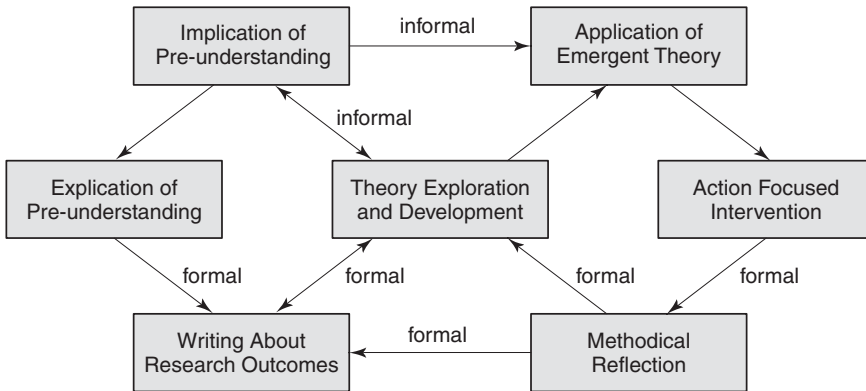 Implication of
Pre-understanding
informal
Application of
Emergent Theory
informal
Explication of
Pre-understanding
Theory Exploration
and Development
Action Focused
Intervention
formal
formal
formal
formal
Writing About
Research Outcomes
formal
Methodical
Reflection